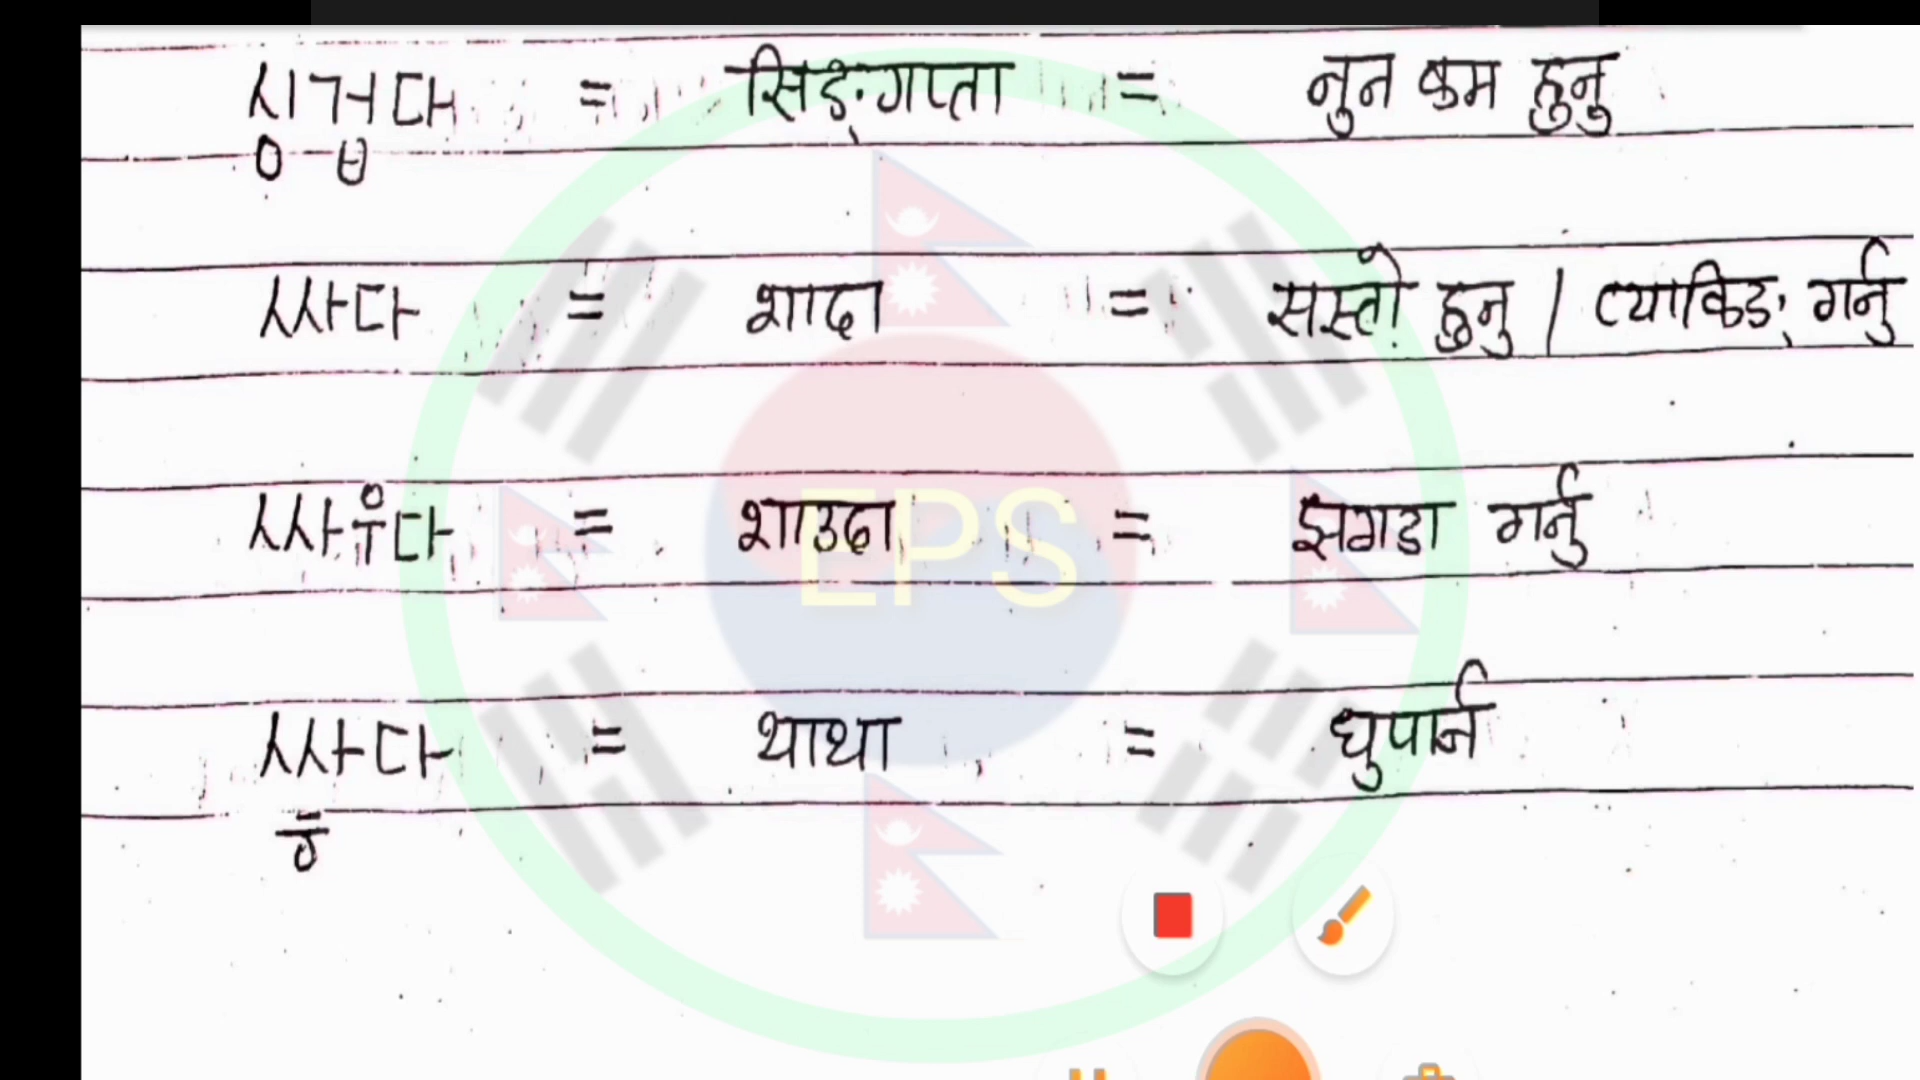 싱겁다 = सिङ्गप्ता = नुन कम हुनु
싸다 = शादा = सस्तो हुनु / प्याकिङ गर्नु
싸우다 = शाउदा = झगडा गर्नु
쌓다 = थाथा = थुपार्न
EPS